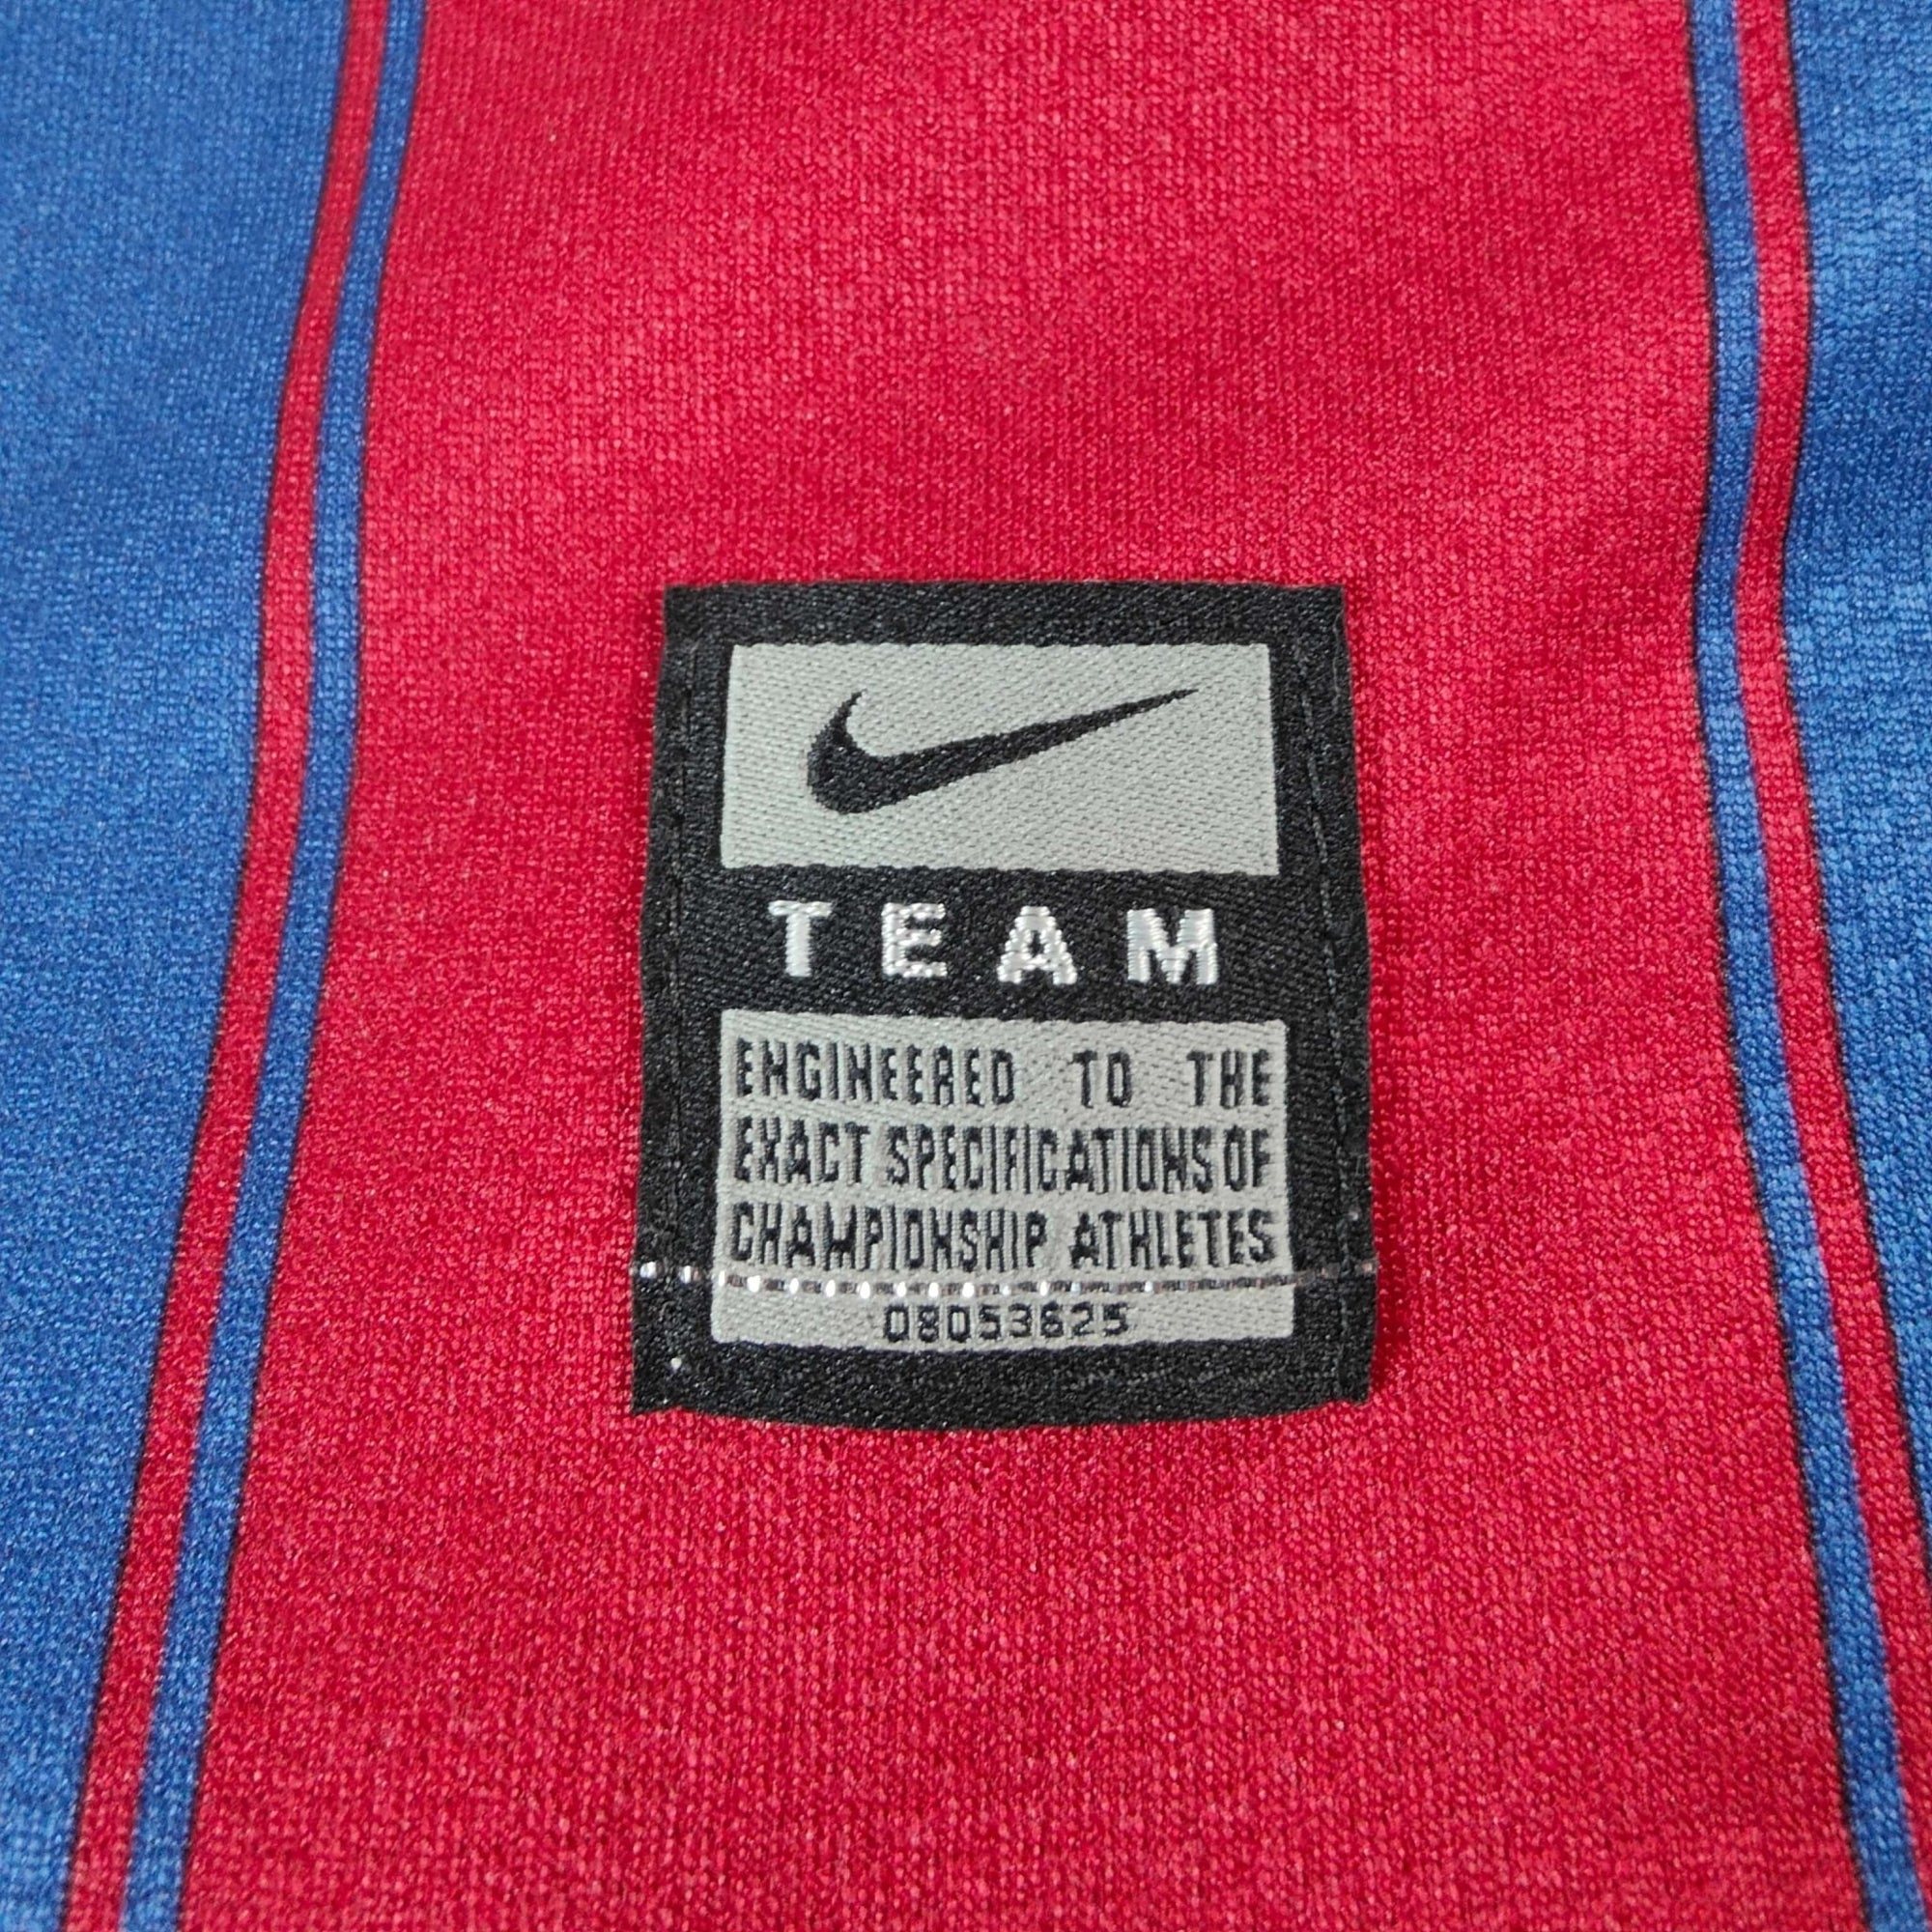 TEAM
ENGINEERED TO THE
EXACT SPECIFICATIONS OF
CHAMPIONSHIP ATHLETES
08053625